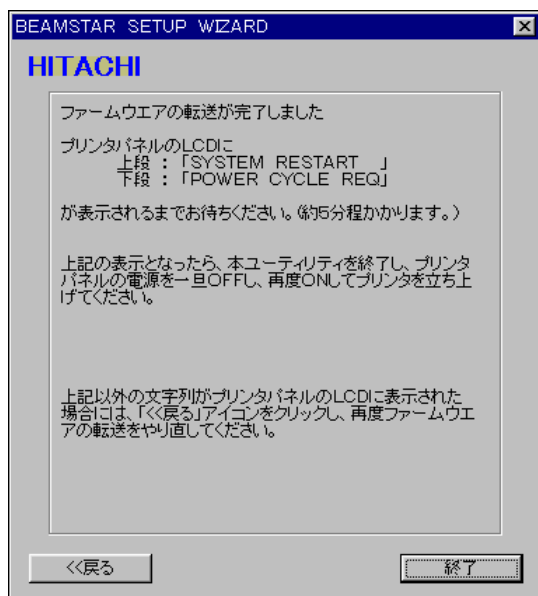 BEAMSTAR SETUP WIZARD
HITACHI
ファームウエアの転送が完了しました
プリンタパネルのLCDに
上段 : 「SYSTEM RESTART 」
下段 : 「POWER CYCLE REQ」
が表示されるまでお待ちください。(約5分程かかります。)
上記の表示となったら、本ユーティリティを終了し、プリンタ
パネルの電源を一旦OFFし、再度ONしてプリンタを立ち上
げてください。
上記以外の文字列がプリンタパネルのLCDに表示された
場合には、「<<戻る」アイコンをクリックし、再度ファームウエ
アの転送をやり直してください。
<<戻る
終了